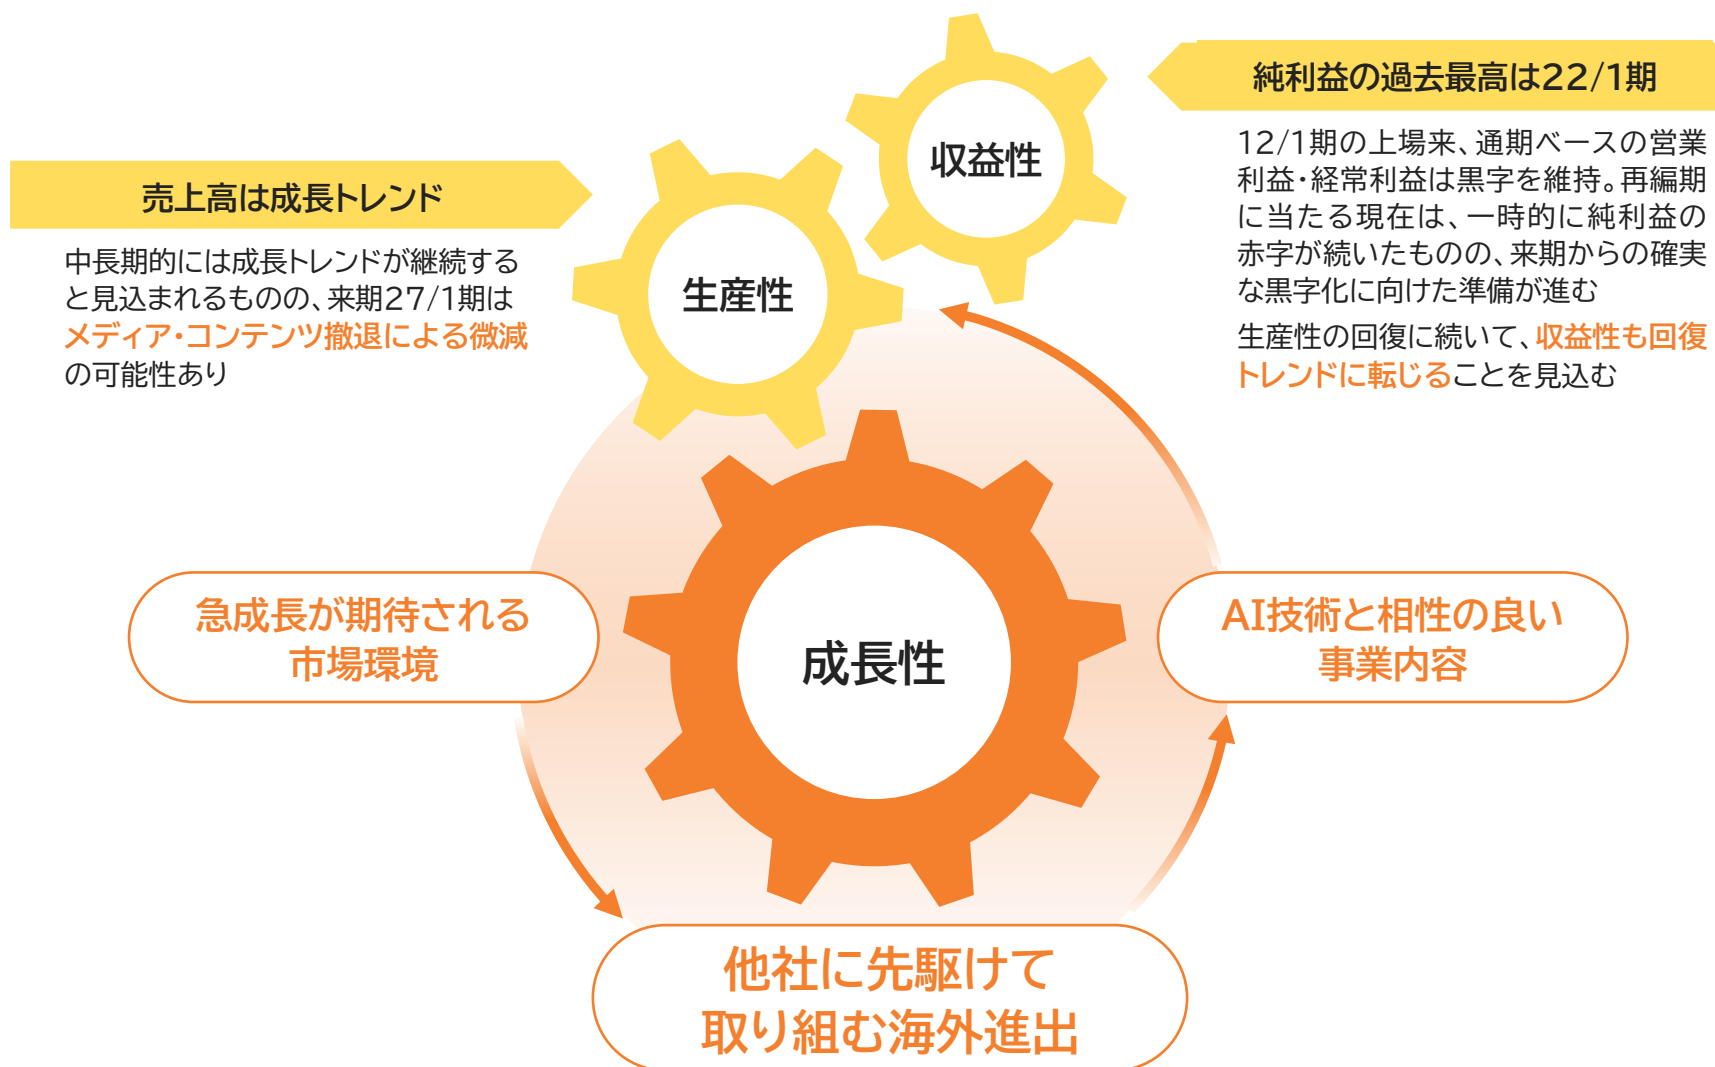 純利益の過去最高は22/1期
12/1期の上場来、通期ベースの営業
利益・経常利益は黒字を維持。再編期
に当たる現在は、一時的に純利益の
赤字が続いたものの、来期からの確実
な黒字化に向けた準備が進む
生産性の回復に続いて、収益性も回復
トレンドに転じることを見込む
収益性
売上高は成長トレンド
中長期的には成長トレンドが継続する
と見込まれるものの、来期27/1期は
メディア・コンテンツ撤退による微減
の可能性あり
生産性
急成長が期待される
市場環境
成長性
AI技術と相性の良い
事業内容
他社に先駆けて
取り組む海外進出